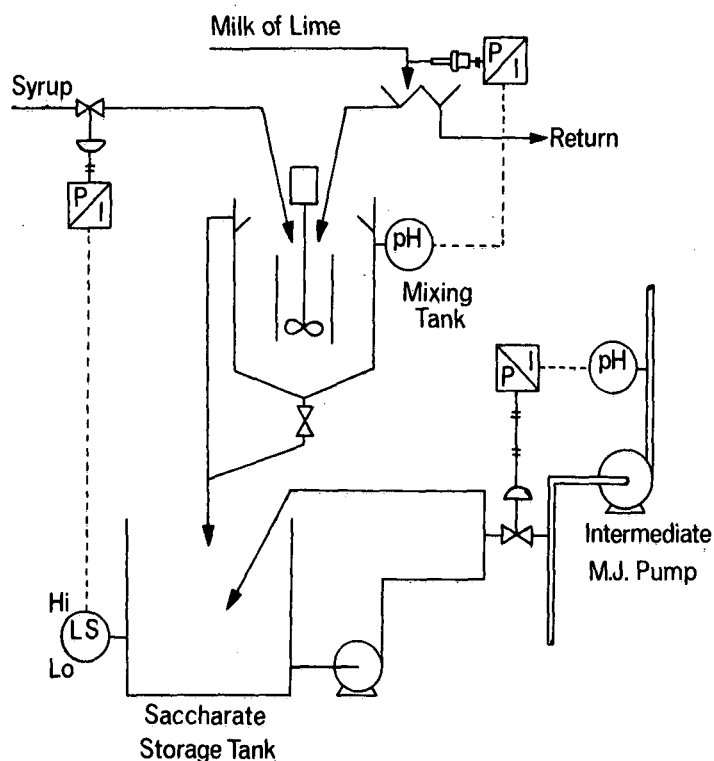 Milk of Lime
P
I
Syrup
Return
P
I
pH
Mixing
Tank
P
I
pH
Intermediate
M.J. Pump
Hi
LS
Lo
Saccharate
Storage Tank